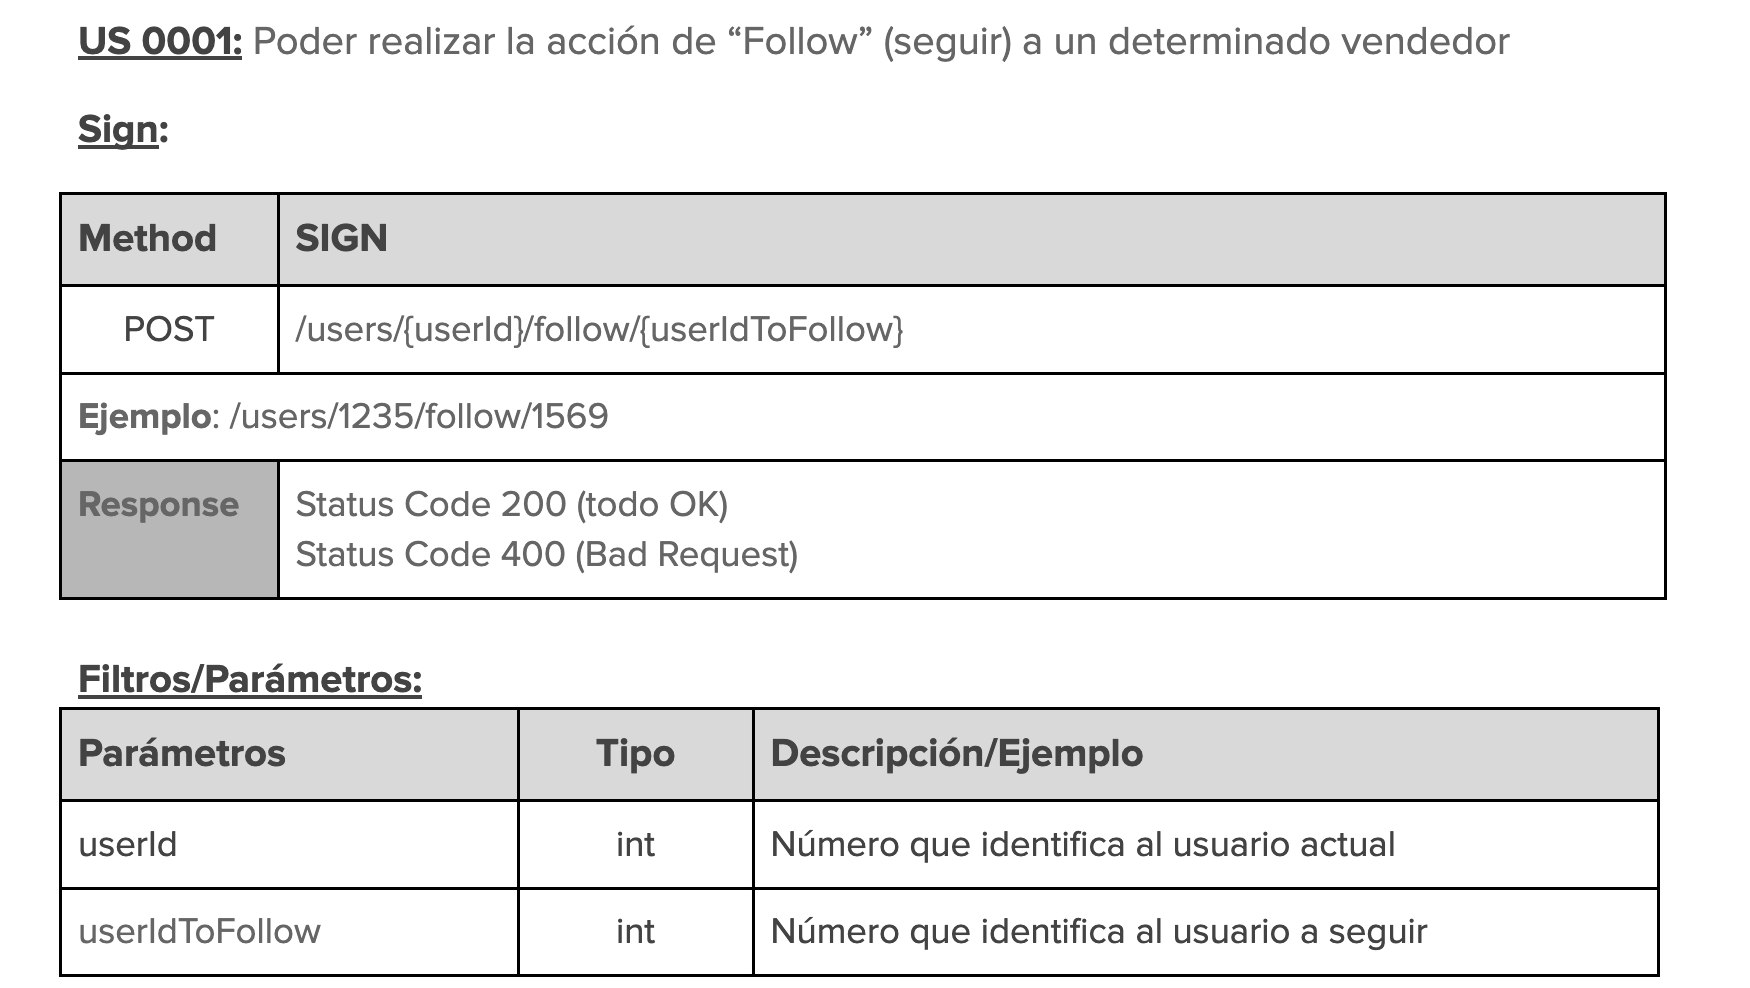 US 0001: Poder realizar la acción de “Follow” (seguir) a un determinado vendedor
Sign:
Method SIGN
POST /users/{userId}/follow/{userIdToFollow}
Ejemplo: /users/1235/follow/1569
Response Status Code 200 (todo OK)
Status Code 400 (Bad Request)
Filtros/Parámetros:
Parámetros Tipo Descripción/Ejemplo
userId int Número que identifica al usuario actual
userIdToFollow int Número que identifica al usuario a seguir